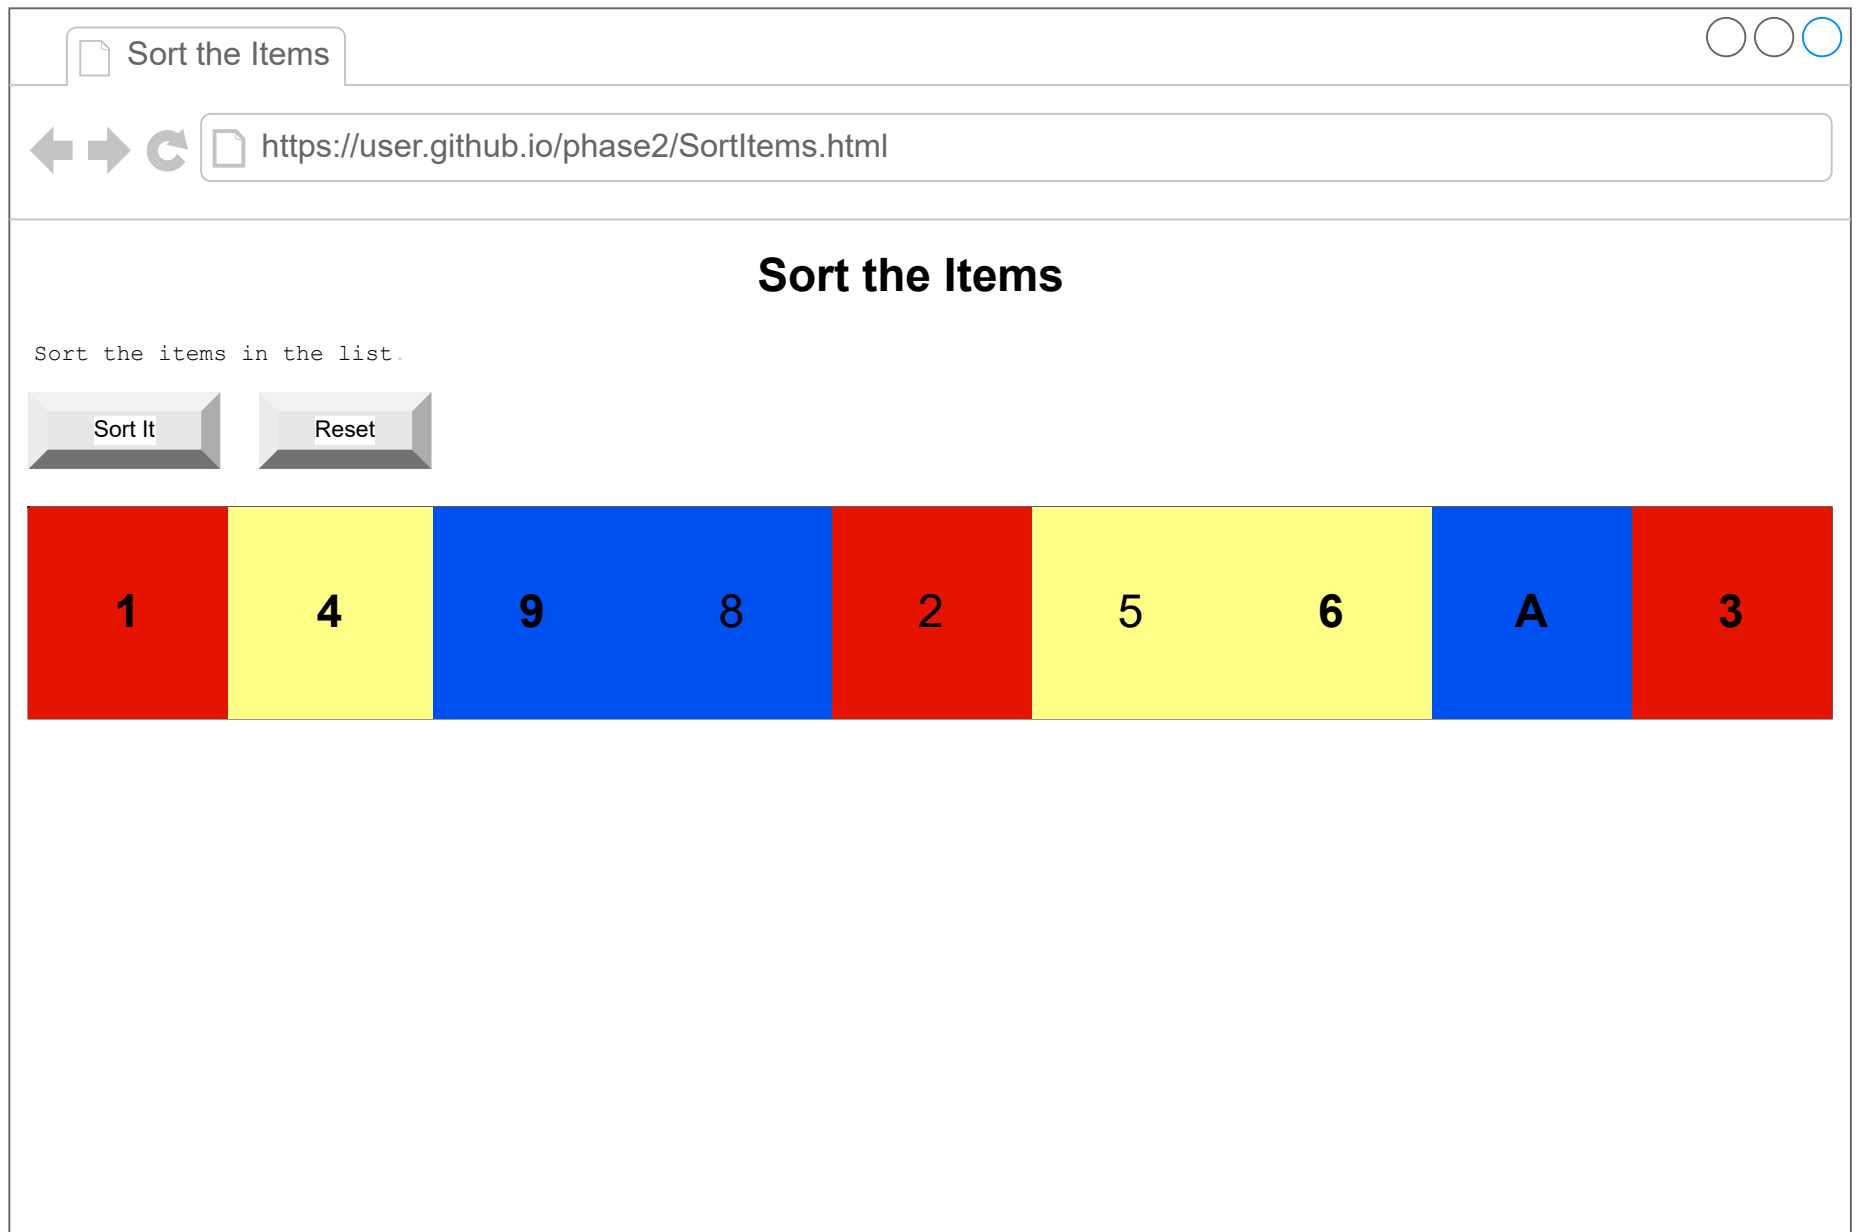 Sort the Items
https://user.github.io/phase2/SortItems.html
Sort the Items
Sort the items in the list.
Sort It Reset
1 4 9 8 2 5 6 A 3